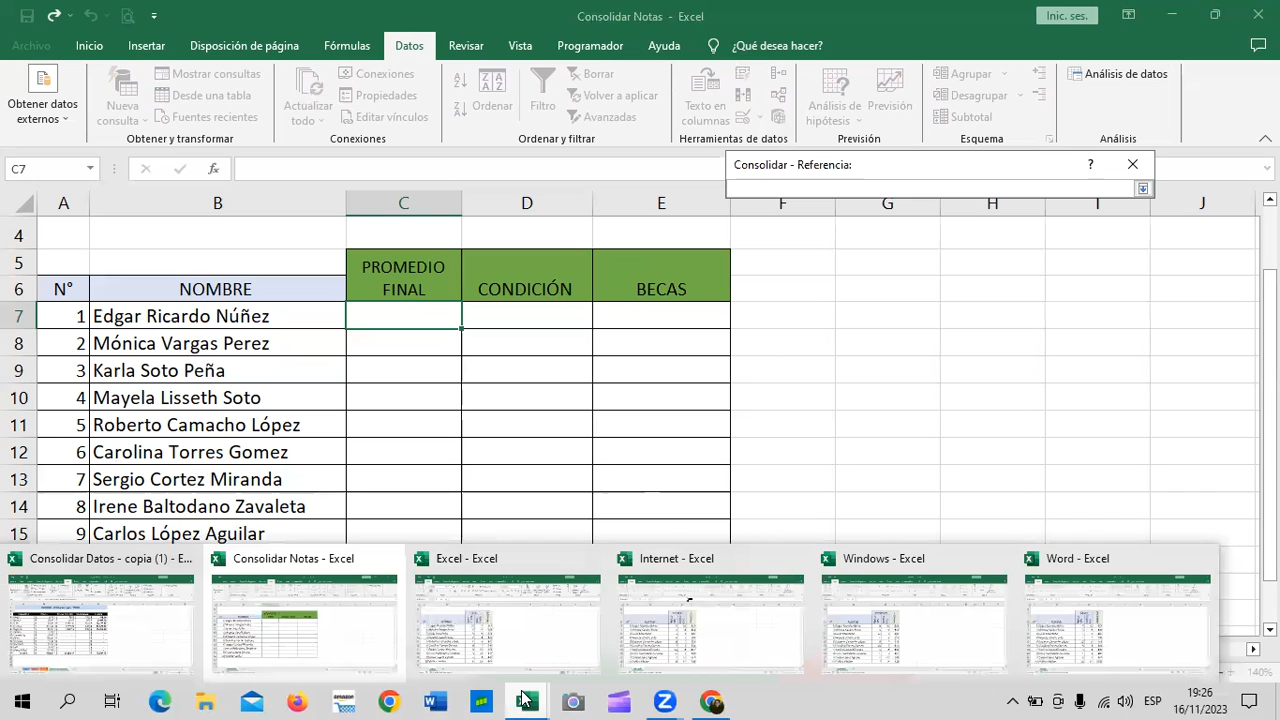 Consolidar Notas - Excel
Inic. ses.
Archivo Inicio Insertar Disposición de página Fórmulas Datos Revisar Vista Programador Ayuda ¿Qué desea hacer?
Obtener datos externos
Nueva consulta
Mostrar consultas
Desde una tabla
Fuentes recientes
Obtener y transformar
Actualizar todo
Conexiones
Propiedades
Editar vínculos
Conexiones
Ordenar
Filtro
Borrar
Volver a aplicar
Avanzadas
Ordenar y filtrar
Texto en columnas
Herramientas de datos
Análisis de hipótesis
Previsión
Previsión
Agrupar
Desagrupar
Subtotal
Esquema
Análisis de datos
Análisis
C7
fx
Consolidar - Referencia:
?
A B C D E F G H I J
4
5 PROMEDIO
6 N° NOMBRE FINAL CONDICIÓN BECAS
7 1 Edgar Ricardo Núñez
8 2 Mónica Vargas Perez
9 3 Karla Soto Peña
10 4 Mayela Lisseth Soto
11 5 Roberto Camacho López
12 6 Carolina Torres Gomez
13 7 Sergio Cortez Miranda
14 8 Irene Baltodano Zavaleta
15 9 Carlos López Aguilar
Consolidar Datos - copia (1) - E...
Consolidar Notas - Excel
Excel - Excel
Internet - Excel
Windows - Excel
Word - Excel
140%
amazon
ESP
19:26
16/11/2023